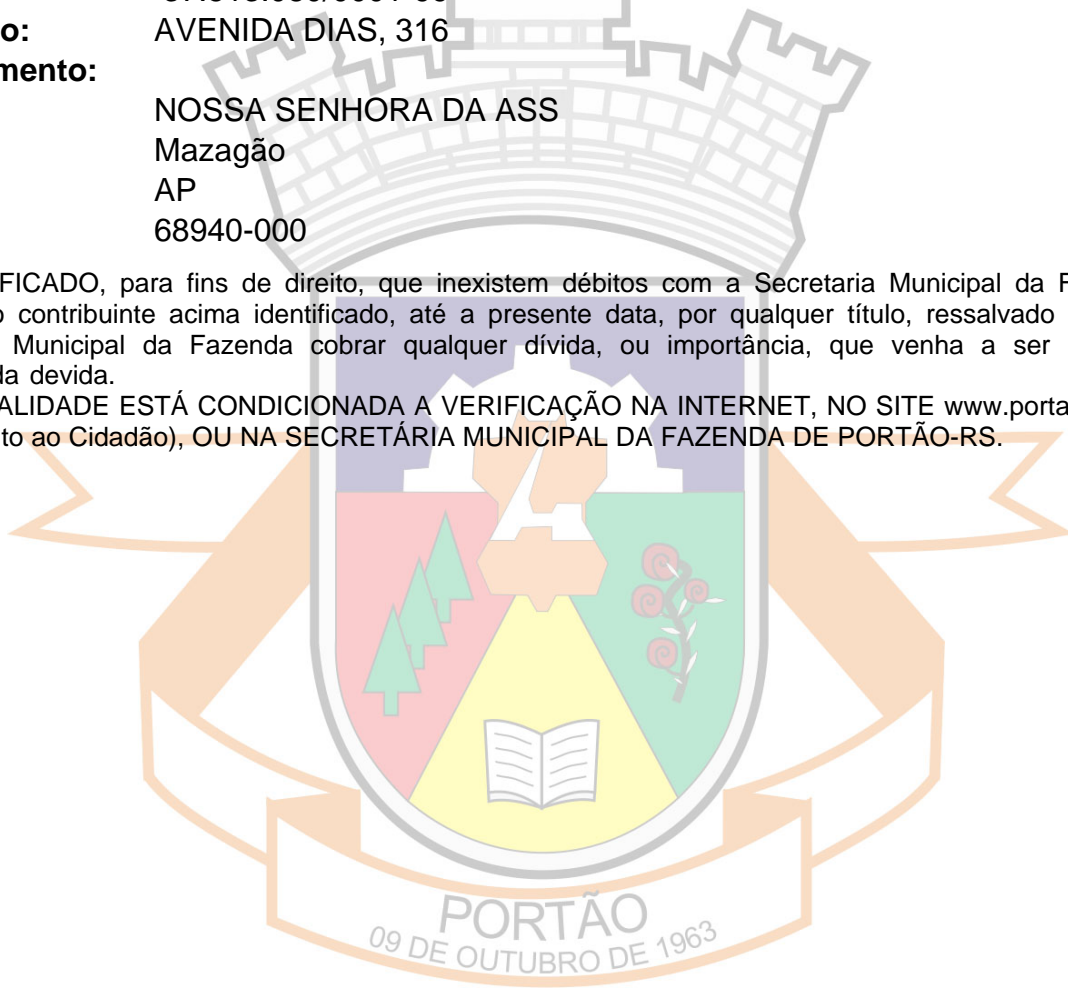 o: AVENIDA DIAS, 316
mento:
NOSSA SENHORA DA ASS
Mazagão
AP
68940-000
FICADO, para fins de direito, que inexistem débitos com a Secretaria Municipal da F
o contribuinte acima identificado, até a presente data, por qualquer título, ressalvado
Municipal da Fazenda cobrar qualquer dívida, ou importância, que venha a ser
da devida.
ALIDADE ESTÁ CONDICIONADA A VERIFICAÇÃO NA INTERNET, NO SITE www.porta
to ao Cidadão), OU NA SECRETÁRIA MUNICIPAL DA FAZENDA DE PORTÃO-RS.
PORTÃO
09 DE OUTUBRO DE 1963